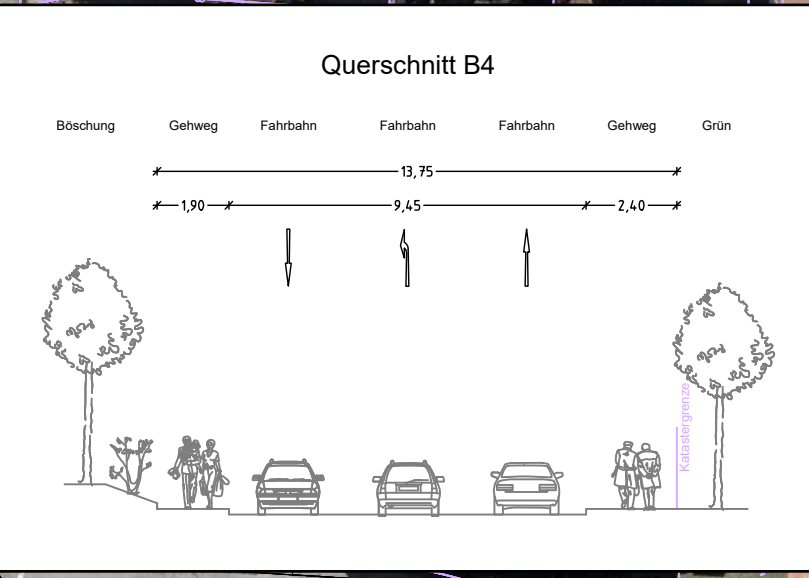 Querschnitt B4
Böschung Gehweg Fahrbahn Fahrbahn Fahrbahn Gehweg Grün
13,75
1,90 9,45 2,40
Katastergrenze